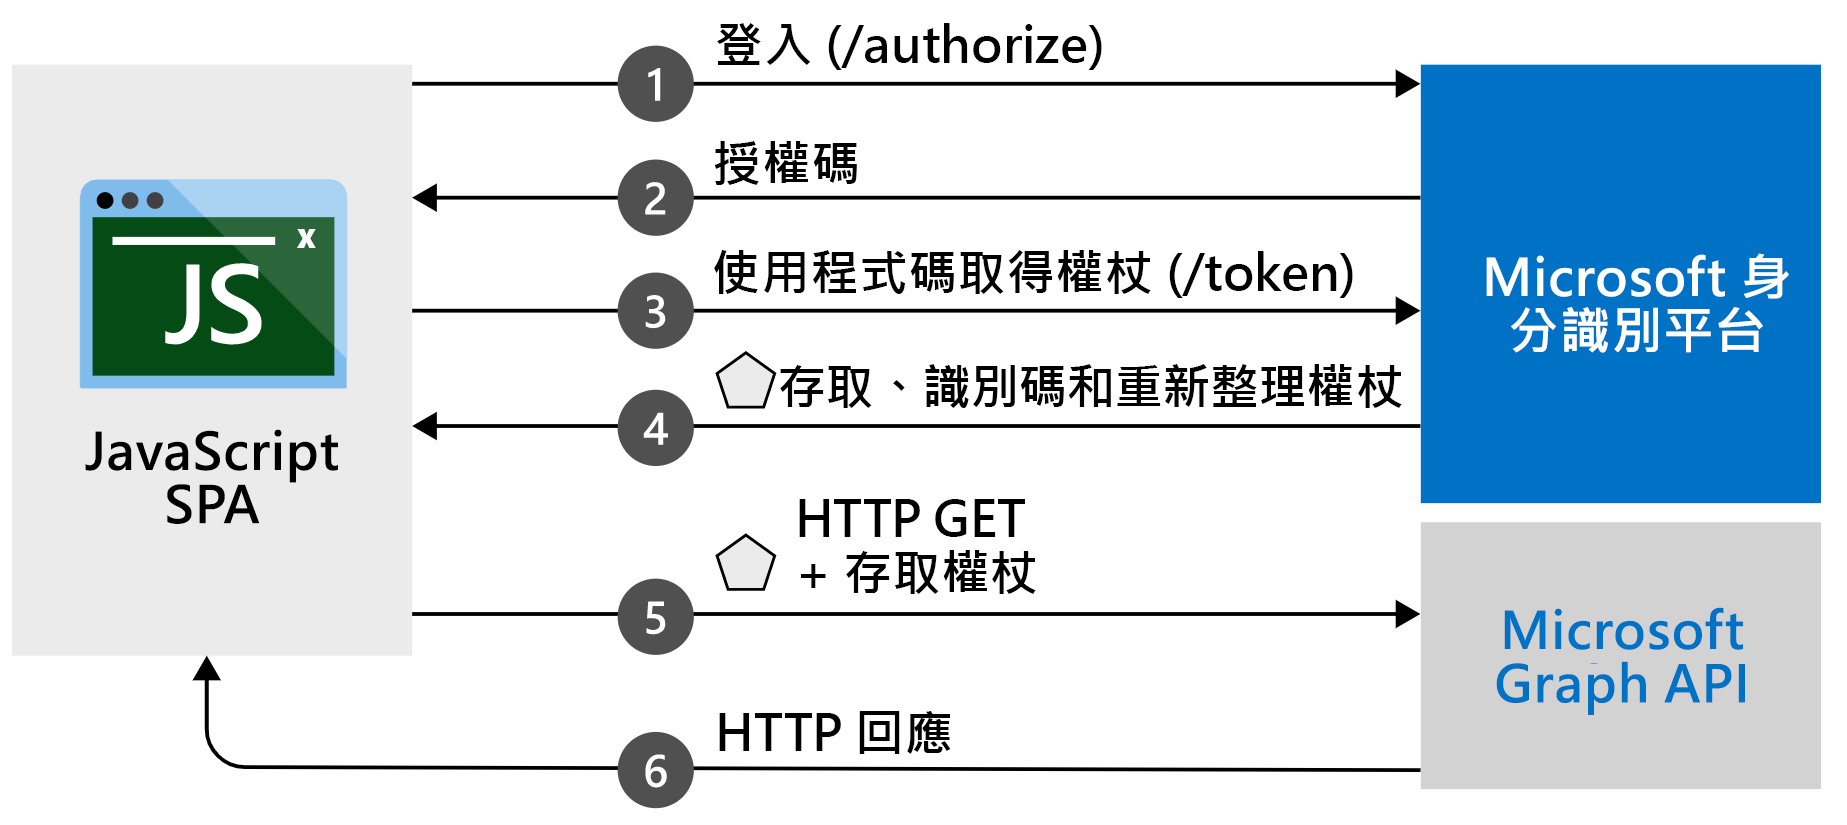 登入 (/authorize)
1
授權碼
2
使用程式碼取得權杖 (/token)
3
存取、識別碼和重新整理權杖
4
HTTP GET
+ 存取權杖
5
HTTP 回應
6
x
JS
JavaScript
SPA
Microsoft 身
分識別平台
Microsoft
Graph API